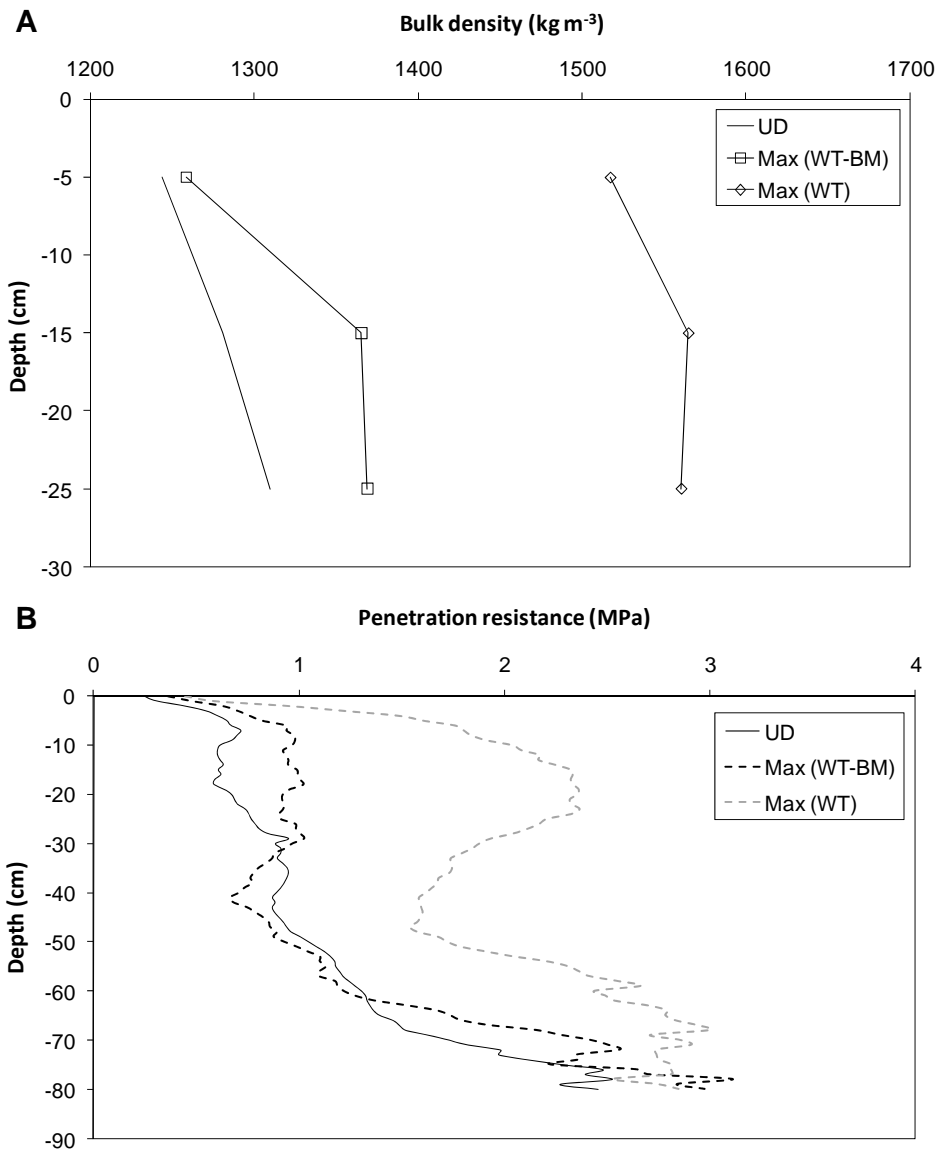 A
Bulk density (kg m⁻³)
1200 1300 1400 1500 1600 1700
0
-5
-10
-15
-20
-25
-30
Depth (cm)
UD
Max (WT-BM)
Max (WT)
B
Penetration resistance (MPa)
0 1 2 3 4
0
-10
-20
-30
-40
-50
-60
-70
-80
-90
Depth (cm)
UD
Max (WT-BM)
Max (WT)